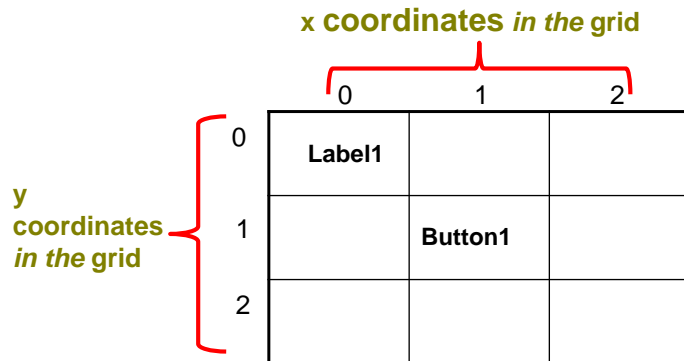 x coordinates in the grid
0 1 2
0
Label1
y
coordinates
in the grid
1
Button1
2